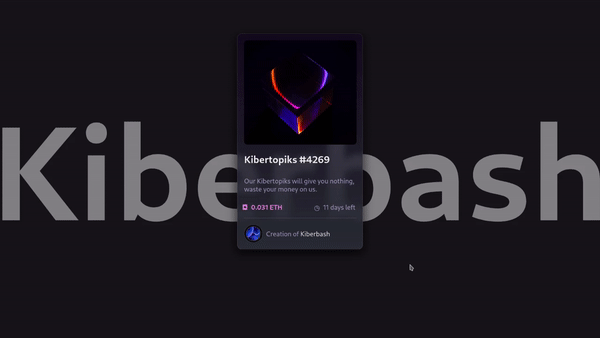 Kiberbash
Kibertopiks #4269
Our Kibertopiks will give you nothing,
waste your money on us.
0.031 ETH
11 days left
Creation of Kiberbash